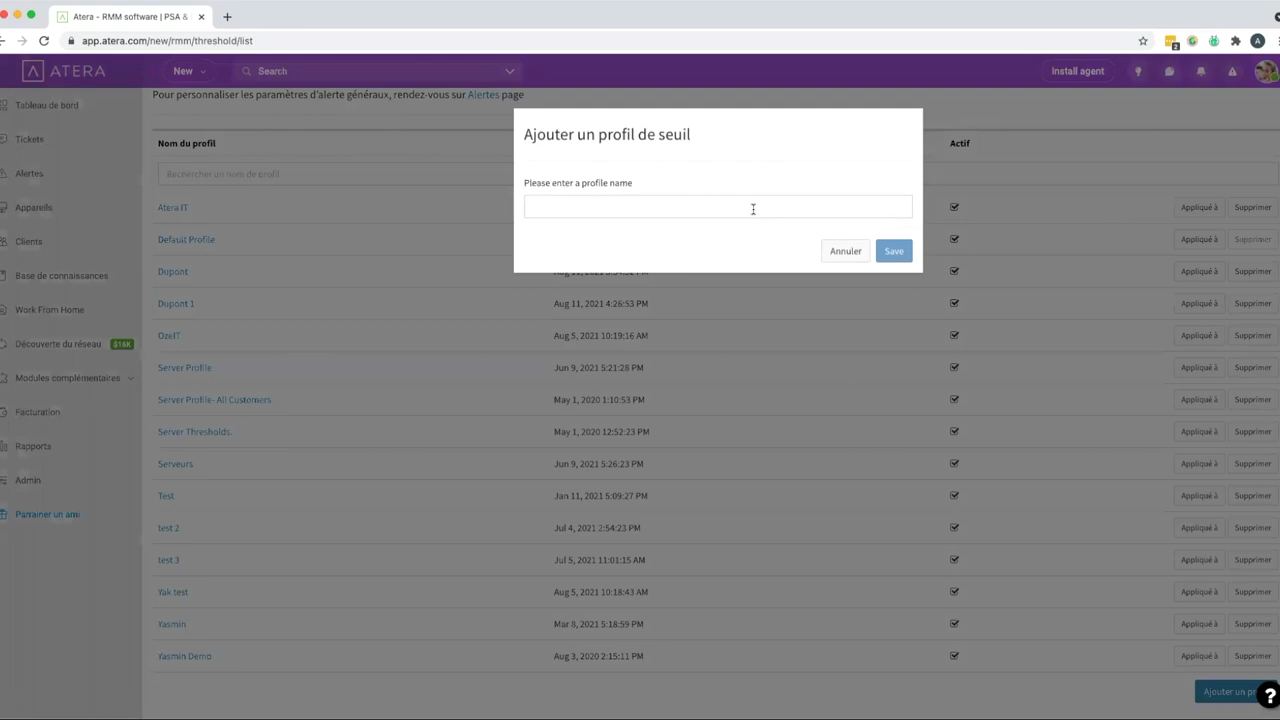 Atera - RMM software | PSA &
app.atera.com/new/rmm/threshold/list
2
A
ATERA
New
Search
Install agent
Pour personnaliser les paramètres d'alerte généraux, rendez-vous sur Alertes page
Tableau de bord
Tickets
Alertes
Appareils
Clients
Base de connaissances
Work From Home
Découverte du réseau $16K
Modules complémentaires
Facturation
Rapports
Admin
Parrainer un ami
Ajouter un profil de seuil
Please enter a profile name
Annuler Save
Nom du profil Actif
Rechercher un nom de profil
Atera IT Appliqué à Supprimer
Default Profile Appliqué à Supprimer
Dupont Appliqué à Supprimer
Dupont 1 Aug 11, 2021 4:26:53 PM Appliqué à Supprimer
OzeIT Aug 5, 2021 10:19:16 AM Appliqué à Supprimer
Server Profile Jun 9, 2021 5:21:28 PM Appliqué à Supprimer
Server Profile- All Customers May 1, 2020 1:10:53 PM Appliqué à Supprimer
Server Thresholds. May 1, 2020 12:52:23 PM Appliqué à Supprimer
Serveurs Jun 9, 2021 5:26:23 PM Appliqué à Supprimer
Test Jan 11, 2021 5:09:27 PM Appliqué à Supprimer
test 2 Jul 4, 2021 2:54:23 PM Appliqué à Supprimer
test 3 Jul 5, 2021 11:01:15 AM Appliqué à Supprimer
Yak test Aug 5, 2021 10:18:43 AM Appliqué à Supprimer
Yasmin Mar 8, 2021 5:18:59 PM Appliqué à Supprimer
Yasmin Demo Aug 3, 2020 2:15:11 PM Appliqué à Supprimer
Ajouter un pr
?